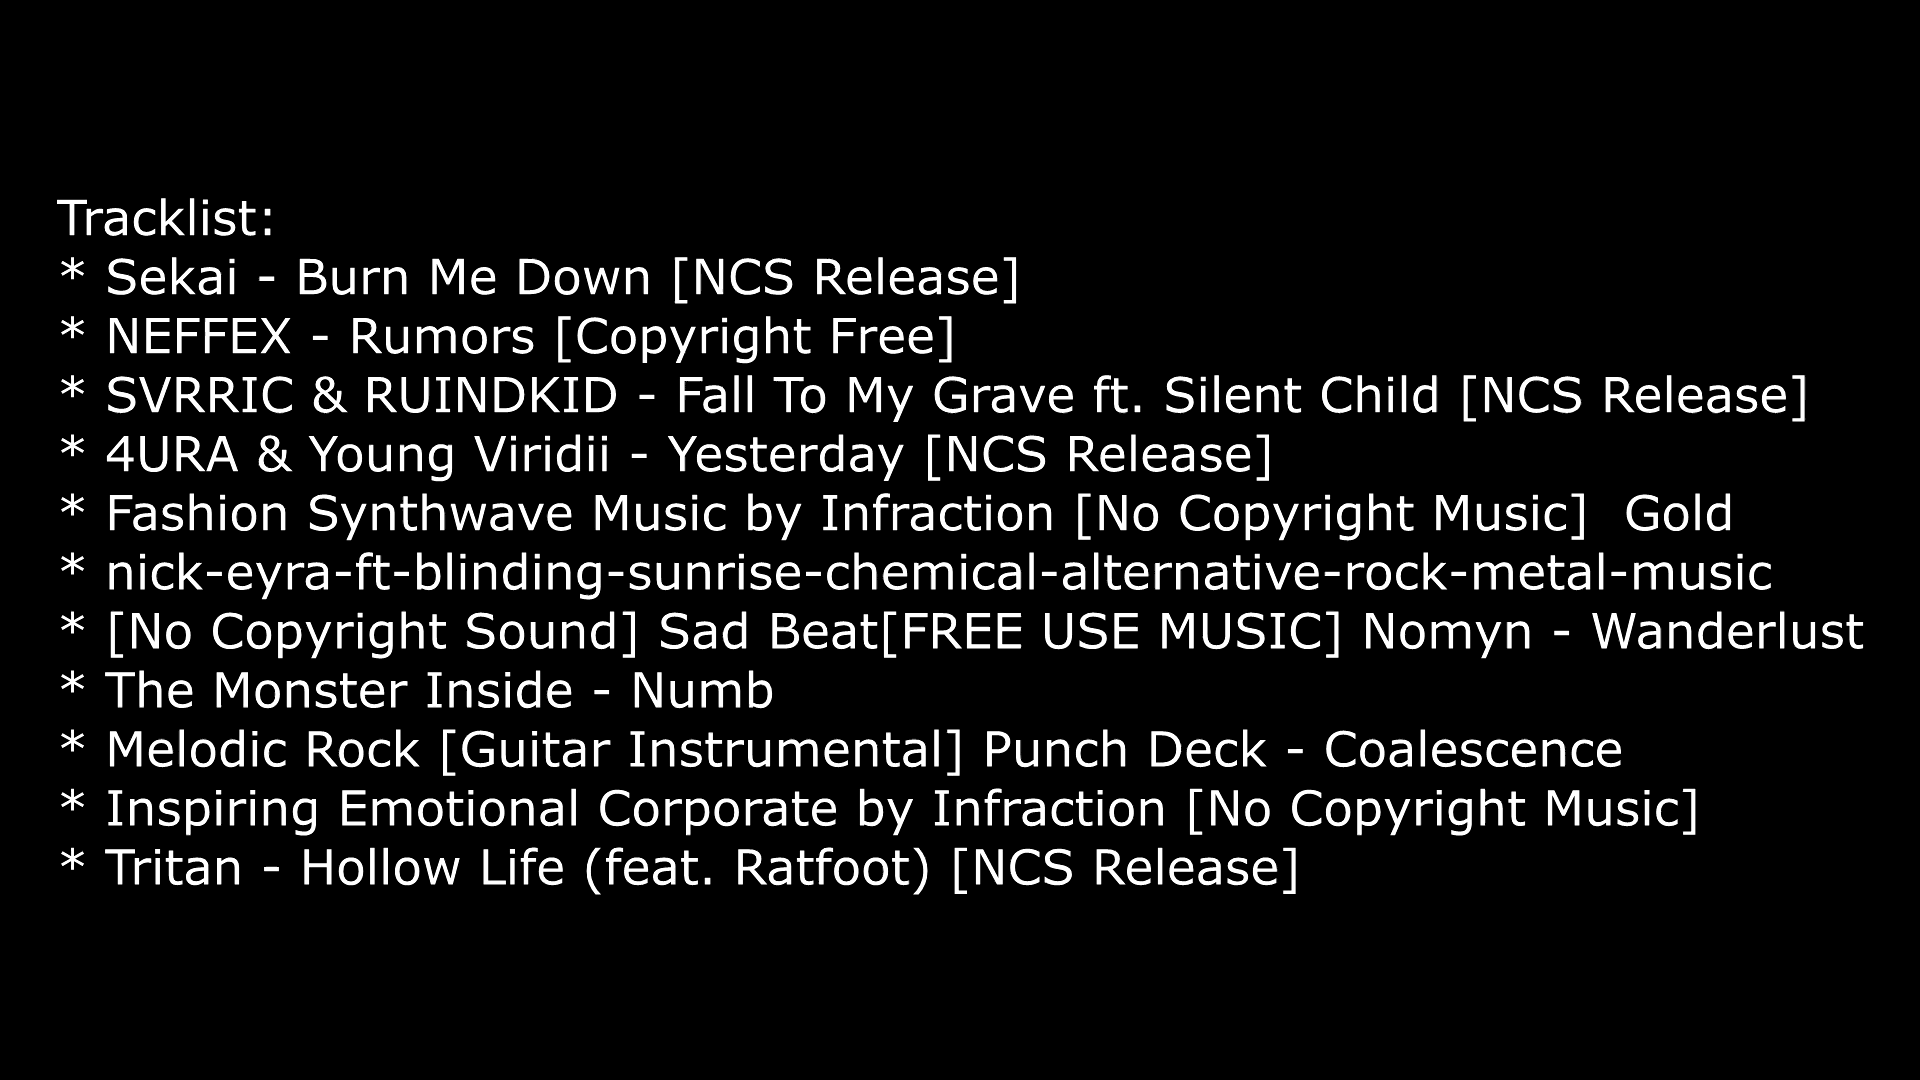 Tracklist:
* Sekai - Burn Me Down [NCS Release]
* NEFFEX - Rumors [Copyright Free]
* SVRRIC & RUINDKID - Fall To My Grave ft. Silent Child [NCS Release]
* 4URA & Young Viridii - Yesterday [NCS Release]
* Fashion Synthwave Music by Infraction [No Copyright Music]  Gold
* nick-eyra-ft-blinding-sunrise-chemical-alternative-rock-metal-music
* [No Copyright Sound] Sad Beat[FREE USE MUSIC] Nomyn - Wanderlust
* The Monster Inside - Numb
* Melodic Rock [Guitar Instrumental] Punch Deck - Coalescence
* Inspiring Emotional Corporate by Infraction [No Copyright Music]
* Tritan - Hollow Life (feat. Ratfoot) [NCS Release]